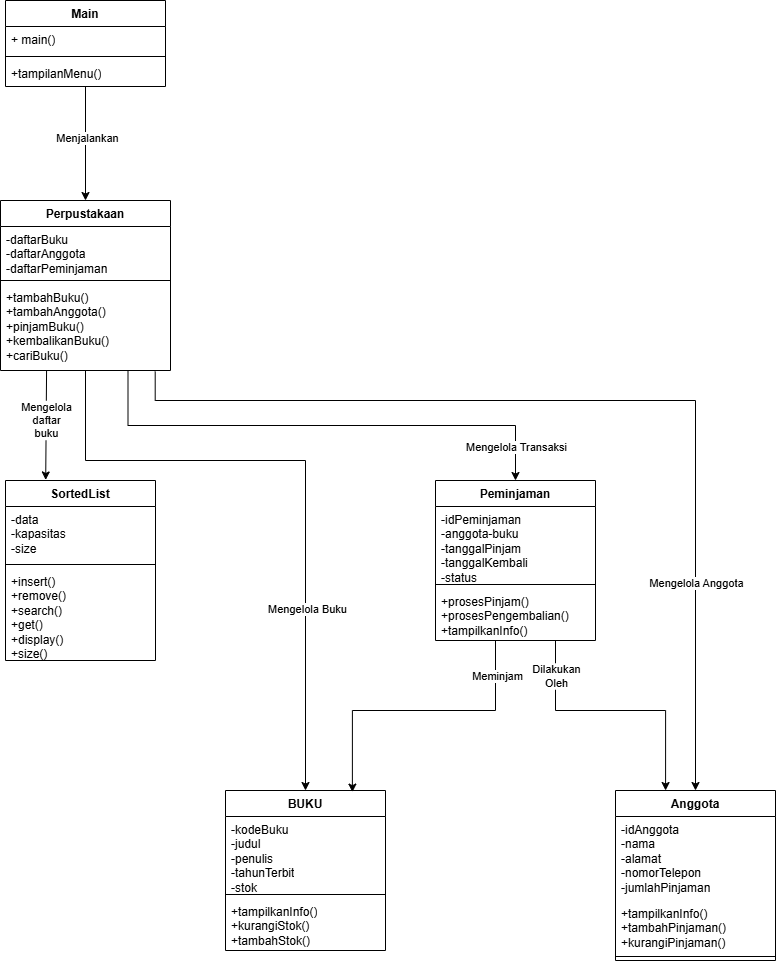 Main
+ main()
+tampilanMenu()
Menjalankan
Perpustakaan
-daftarBuku
-daftarAnggota
-daftarPeminjaman
+tambahBuku()
+tambahAnggota()
+pinjamBuku()
+kembalikanBuku()
+cariBuku()
Mengelola
daftar
buku
Mengelola Transaksi
SortedList
-data
-kapasitas
-size
+insert()
+remove()
+search()
+get()
+display()
+size()
Peminjaman
-idPeminjaman
-anggota-buku
-tanggalPinjam
-tanggalKembali
-status
+prosesPinjam()
+prosesPengembalian()
+tampilkanInfo()
Mengelola Anggota
Mengelola Buku
Meminjam
Dilakukan
Oleh
BUKU
-kodeBuku
-judul
-penulis
-tahunTerbit
-stok
+tampilkanInfo()
+kurangiStok()
+tambahStok()
Anggota
-idAnggota
-nama
-alamat
-nomorTelepon
-jumlahPinjaman
+tampilkanInfo()
+tambahPinjaman()
+kurangiPinjaman()